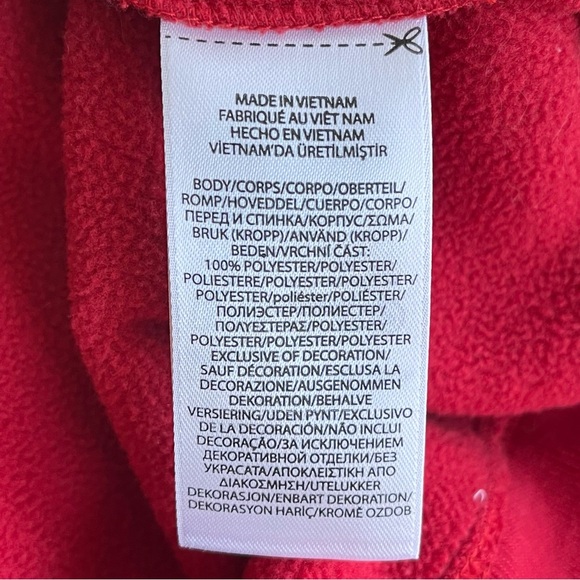 MADE IN VIETNAM
FABRIQUÉ AU VIÊT NAM
HECHO EN VIETNAM
VİETNAM'DA ÜRETİLMİŞTİR
BODY/CORPS/CORPO/OBERTEIL/
ROMP/HOVEDDEL/CUERPO/CORPO/
ПЕРЕД И СПИНКА/КОРПУС/ΣΩΜΑ/
BRUK (KROPP)/ANVÄND (KROPP)/
BEDEN/VRCHNÍ ČÁST:
100% POLYESTER/POLYESTER/
POLIESTERE/POLYESTER/POLYESTER/
POLYESTER/poliéster/POLIÉSTER/
ПОЛИЭСТЕР/ПОЛИЕСТЕР/
ΠΟΛΥΕΣΤΕΡΑΣ/POLYESTER/
POLYESTER/POLYESTER/POLYESTER
EXCLUSIVE OF DECORATION/
SAUF DÉCORATION/ESCLUSA LA
DECORAZIONE/AUSGENOMMEN
DEKORATION/BEHALVE
VERSIERING/UDEN PYNT/EXCLUSIVO
DE LA DECORACIÓN/NÃO INCLUI
DECORAÇÃO/ЗА ИСКЛЮЧЕНИЕМ
ДЕКОРАТИВНОЙ ОТДЕЛКИ/БЕЗ
УКРАСАТА/ΑΠΟΚΛΕΙΣΤΙΚΗ ΑΠΟ
ΔΙΑΚΟΣΜΗΣΗ/UTELUKKER
DEKORASJON/ENBART DEKORATION/
DEKORASYON HARİÇ/KROMĚ OZDOB